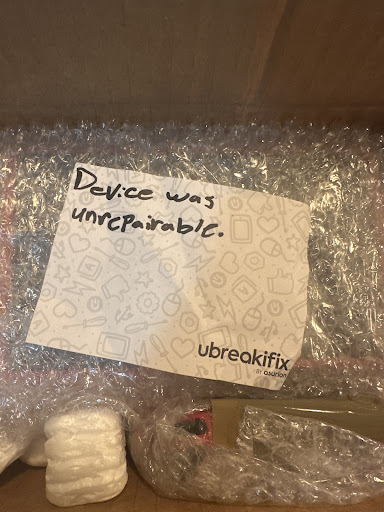 Device was
unrepairable.
ubreakifix
BY asurion